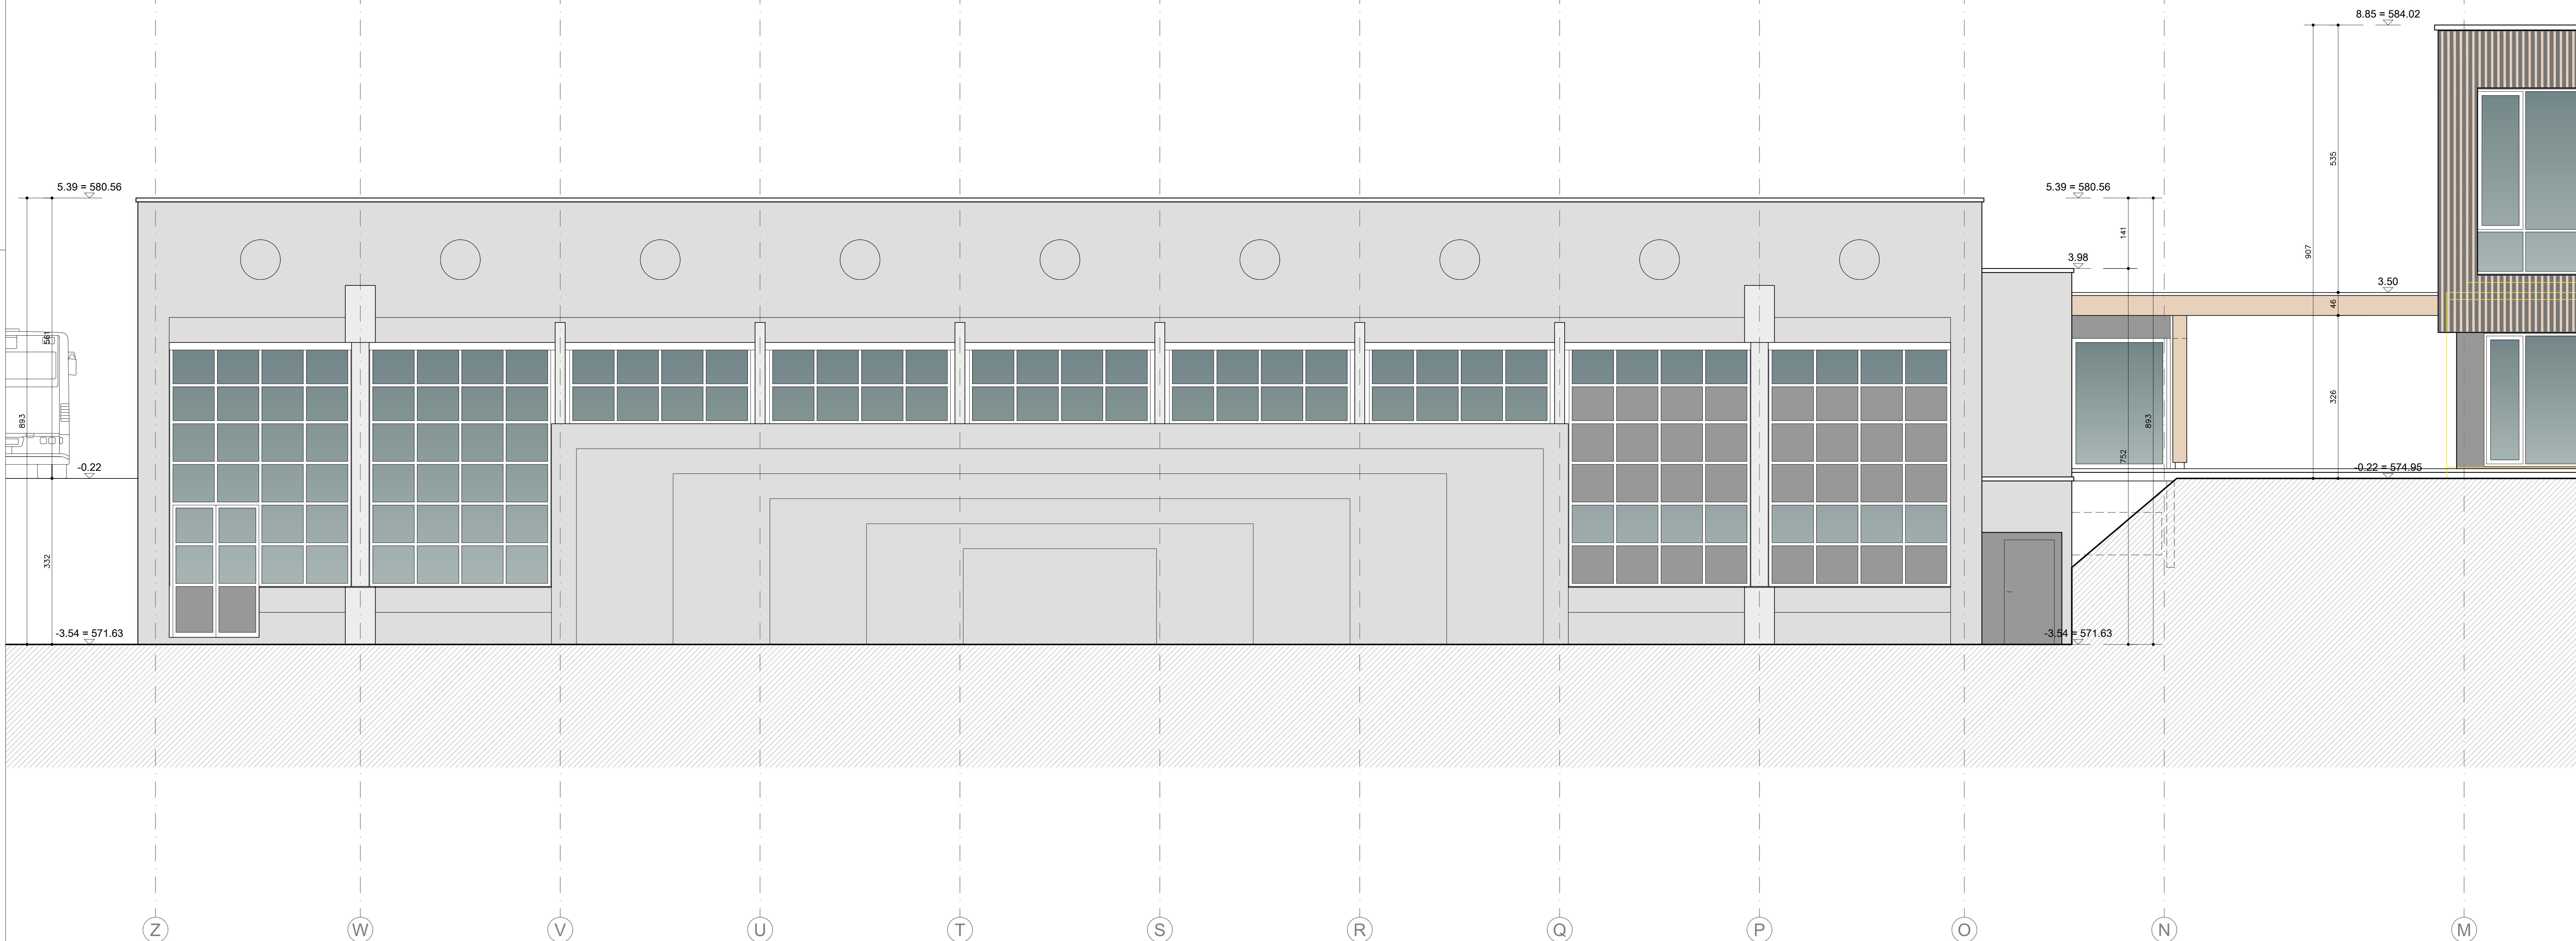 8.85 = 584.02
5.39 = 580.56
5.39 = 580.56
141
535
907
3.98
3.50
46
561
893
893
326
752
-0.22
-0.22 = 574.95
332
-3.54 = 571.63
-3.54 = 571.63
Z W V U T S R Q P O N M